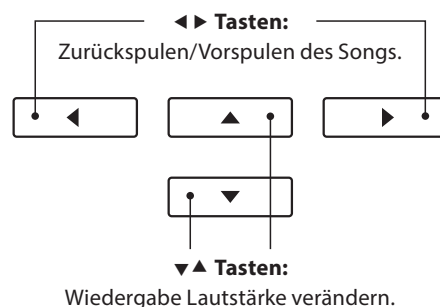 ◀ ▶ Tasten:
Zurückspulen/Vorspulen des Songs.
◀ ▲ ▶
▼
▼ ▲ Tasten:
Wiedergabe Lautstärke verändern.